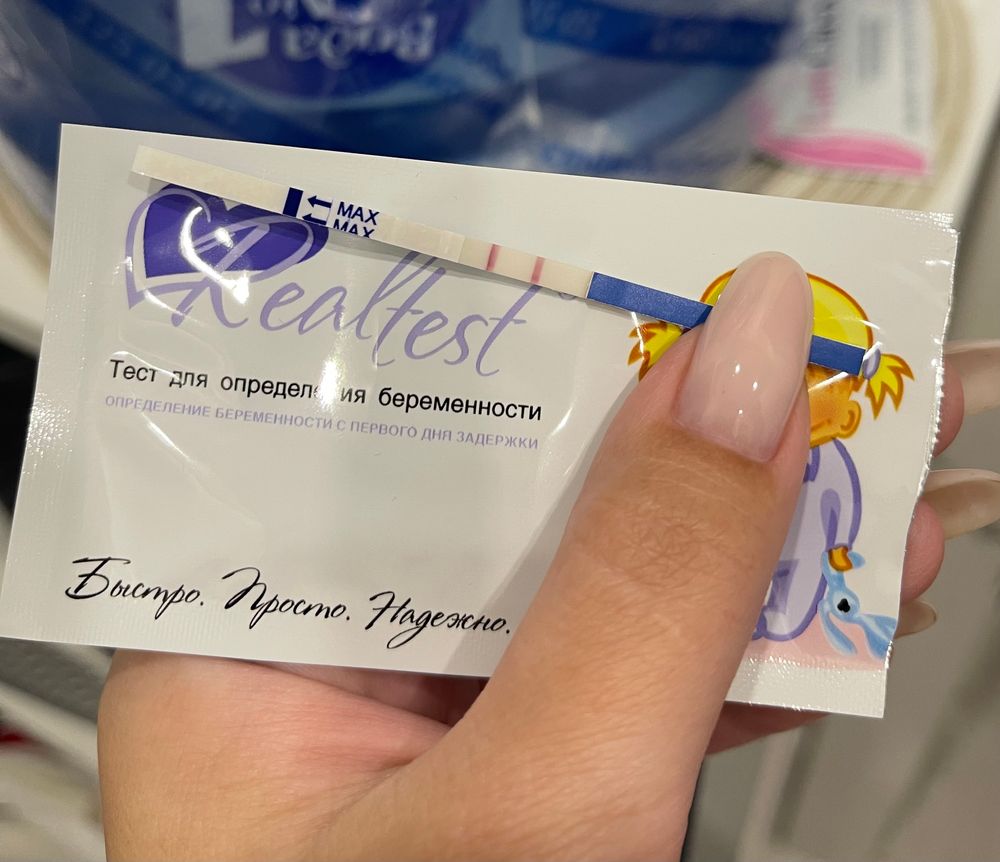 MAX
MAX
Realtest
Тест для определения беременности
ОПРЕДЕЛЕНИЕ БЕРЕМЕННОСТИ С ПЕРВОГО ДНЯ ЗАДЕРЖКИ
Быстро. Просто. Надежно.